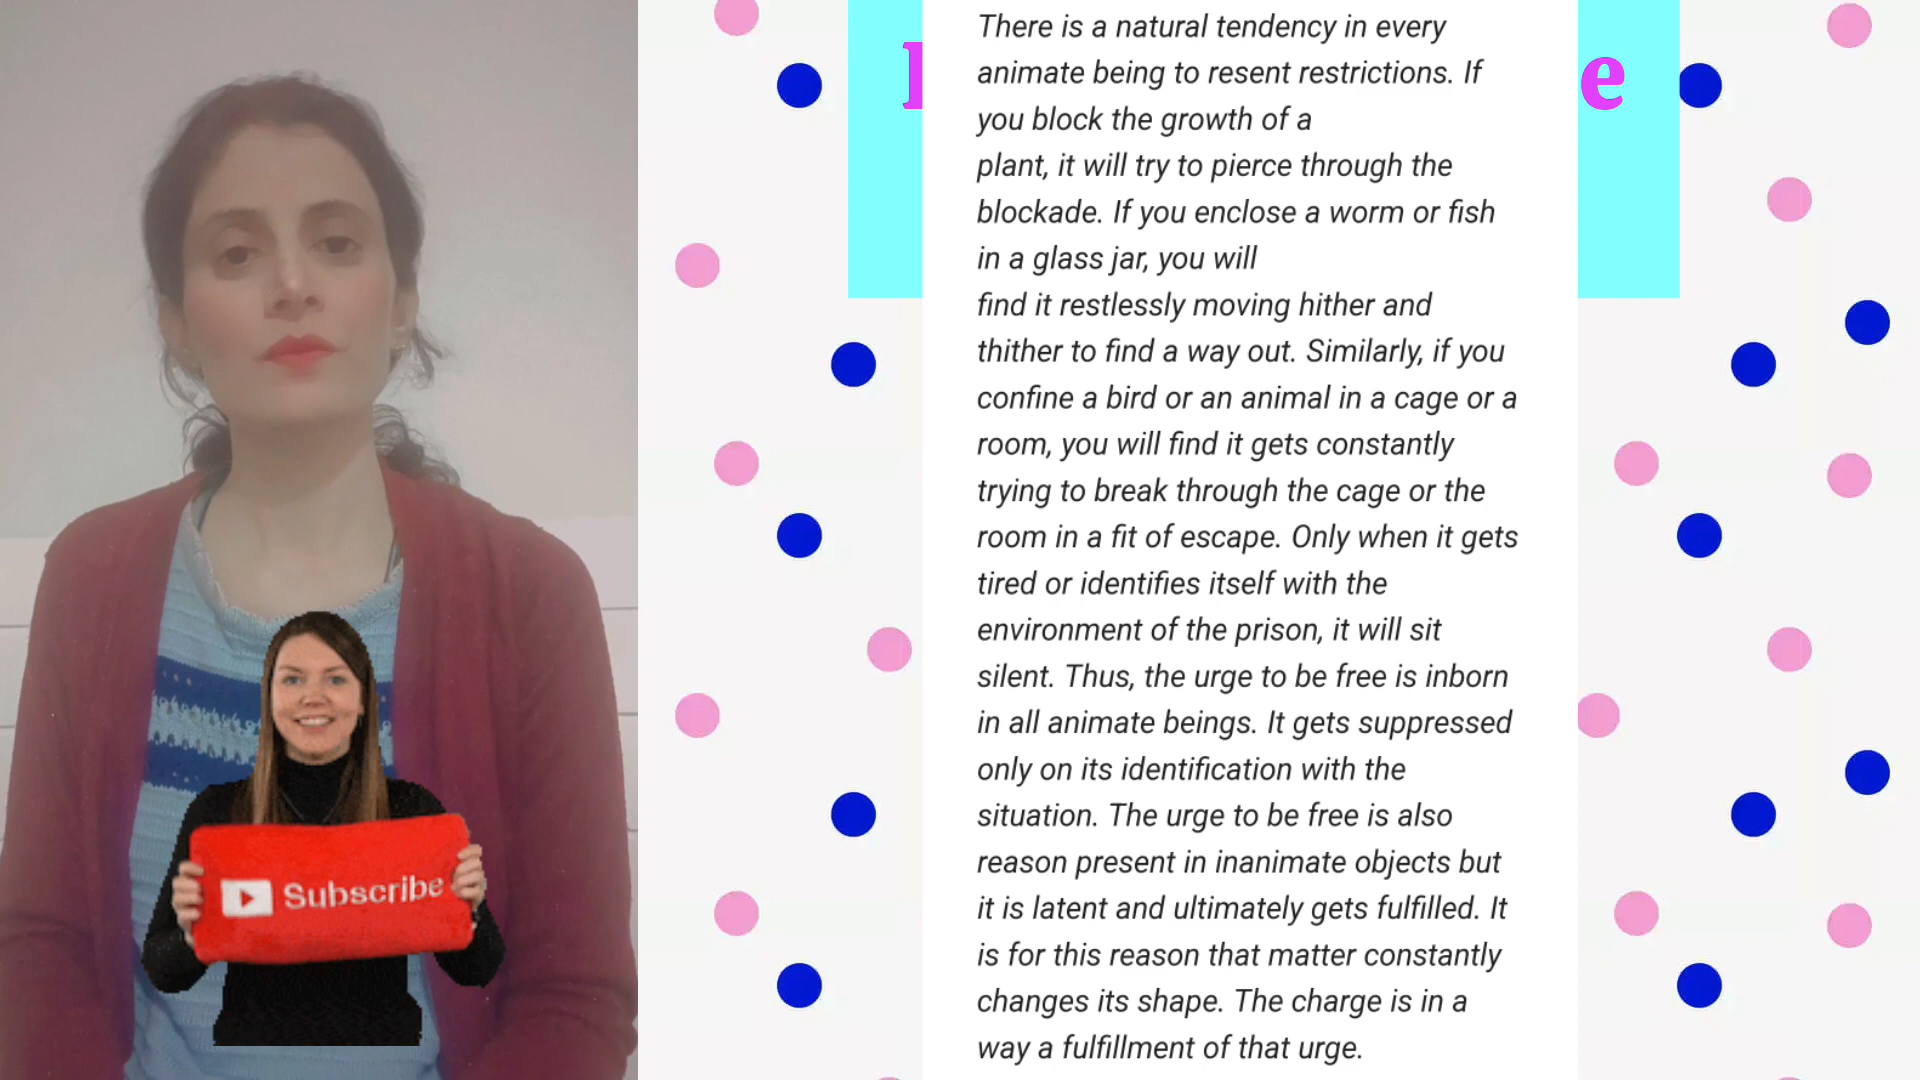 There is a natural tendency in every
animate being to resent restrictions. If
you block the growth of a
plant, it will try to pierce through the
blockade. If you enclose a worm or fish
in a glass jar, you will
find it restlessly moving hither and
thither to find a way out. Similarly, if you
confine a bird or an animal in a cage or a
room, you will find it gets constantly
trying to break through the cage or the
room in a fit of escape. Only when it gets
tired or identifies itself with the
environment of the prison, it will sit
silent. Thus, the urge to be free is inborn
in all animate beings. It gets suppressed
only on its identification with the
situation. The urge to be free is also
reason present in inanimate objects but
it is latent and ultimately gets fulfilled. It
is for this reason that matter constantly
changes its shape. The charge is in a
way a fulfillment of that urge.
Subscribe